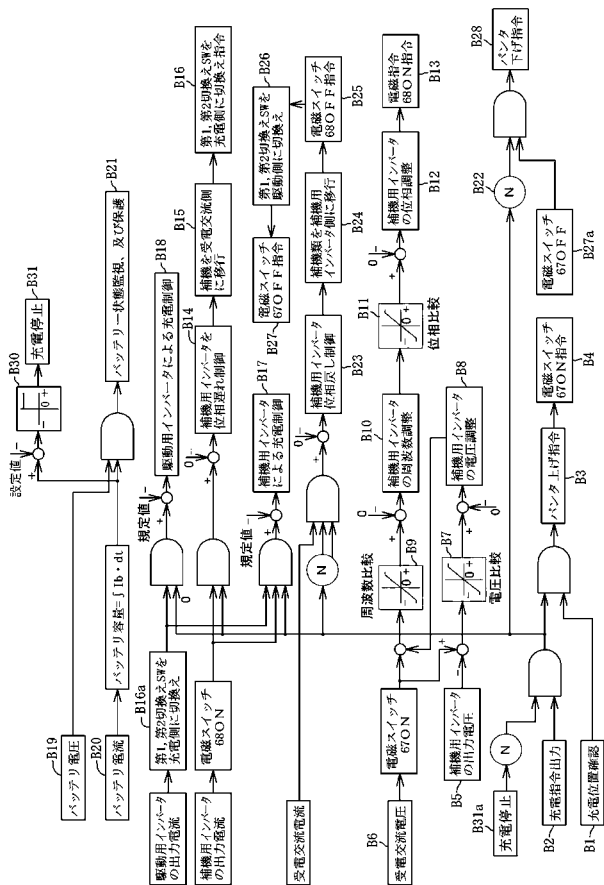 B19
バッテリ電圧
B20
バッテリ電流
バッテリ容量=∫Ib・dt
設定値
−
B30
− 0 +
B31
充電停止
B21
バッテリー状態監視、及び保護
駆動用インバータ
の出力電流
B16a
第1,第2切換えSWを
充電側に切換え
規定値
−
+
B18
駆動用インバータによる充電制御
補機用インバータ
の出力電流
電磁スイッチ
68ON
0
−
+
B14
補機用インバータを
位相遅れ制御
B15
補機を受電交流側
に移行
B16
第1,第2切換えSWを
充電側に切換え指令
規定値
−
+
B17
補機用インバータ
による充電制御
B27
電磁スイッチ
67OFF指令
B26
第1,第2切換えSWを
駆動側に切換え
受電交流電流
N
0
−
+
B23
補機用インバータ
位相戻し制御
B24
補機類を補機用
インバータ側に移行
B25
電磁スイッチ
68OFF指令
B6
受電交流電圧
電磁スイッチ
67ON
+
−
周波数比較
B9
− 0 +
0
−
+
B10
補機用インバータ
の周波数調整
B11
− 0 +
位相比較
0
−
+
B12
補機用インバータ
の位相調整
B13
電磁指令
68ON指令
B5
補機用インバータ
の出力電圧
−
+
B7
− 0 +
電圧比較
+
−
0
B8
補機用インバータ
の電圧調整
B31a
充電停止
N
B2
充電指令出力
B1
充電位置確認
B3
パンタ上げ指令
B4
電磁スイッチ
67ON指令
B27a
電磁スイッチ
67OFF
B22
N
B28
パンタ
下げ指令